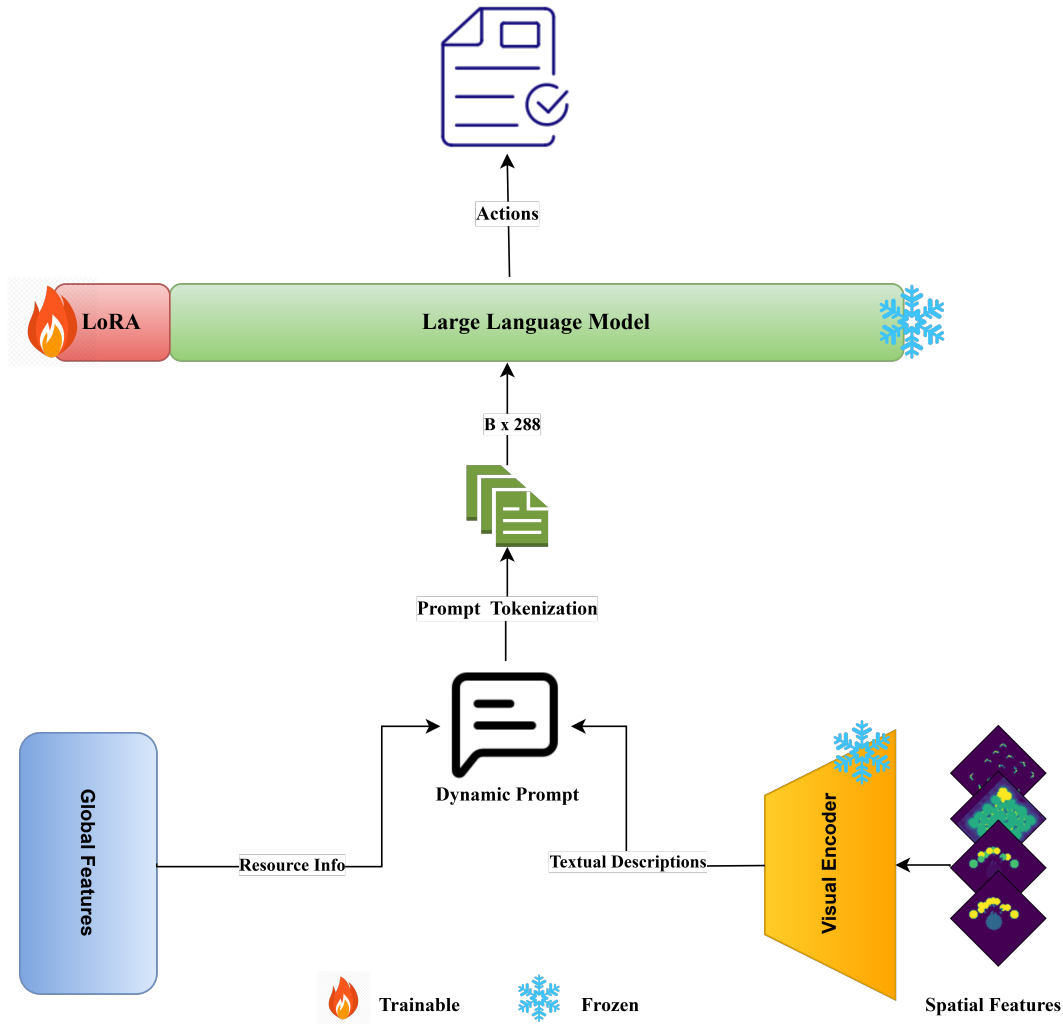 Actions
LoRA
Large Language Model
B x 288
Prompt Tokenization
Dynamic Prompt
Global Features
Resource Info
Textual Descriptions
Visual Encoder
Trainable
Frozen
Spatial Features